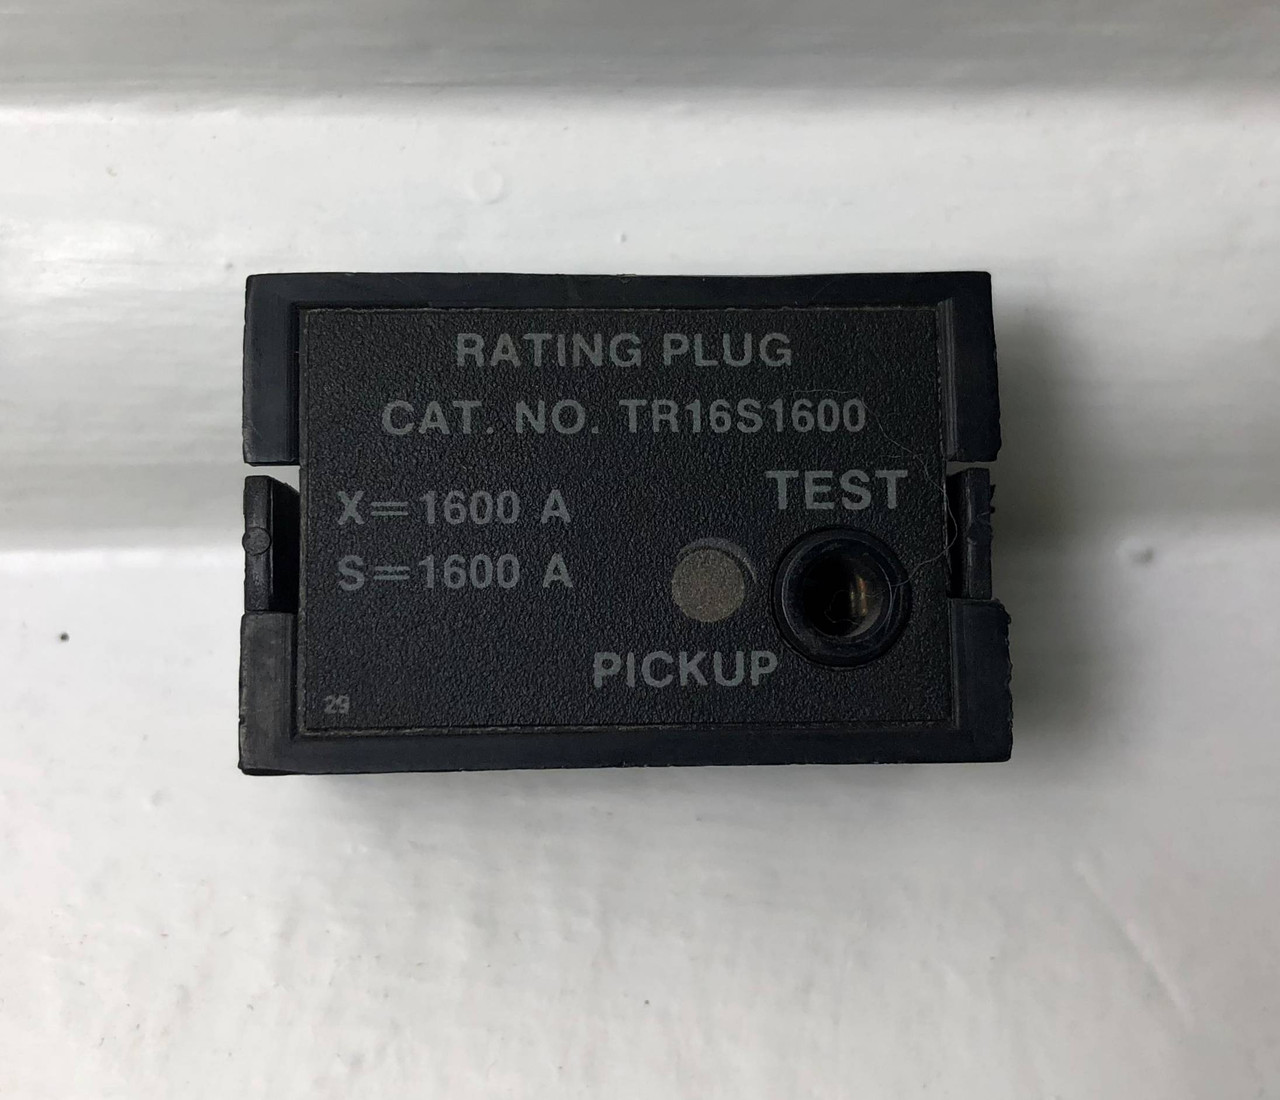 RATING PLUG
CAT. NO. TR16S1600
TEST
X=1600 A
S=1600 A
PICKUP
29